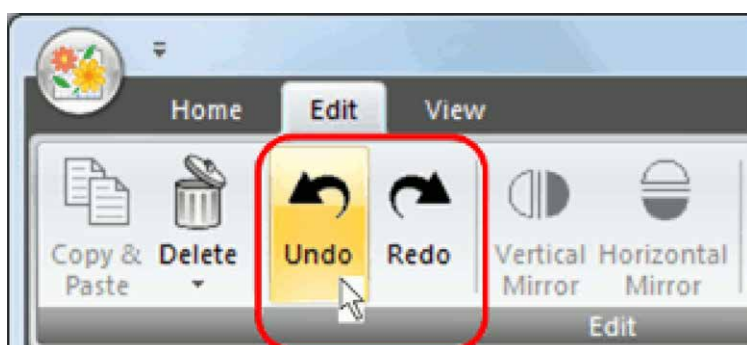 Home Edit View
Copy & Paste Delete Undo Redo Vertical Mirror Horizontal Mirror
Edit